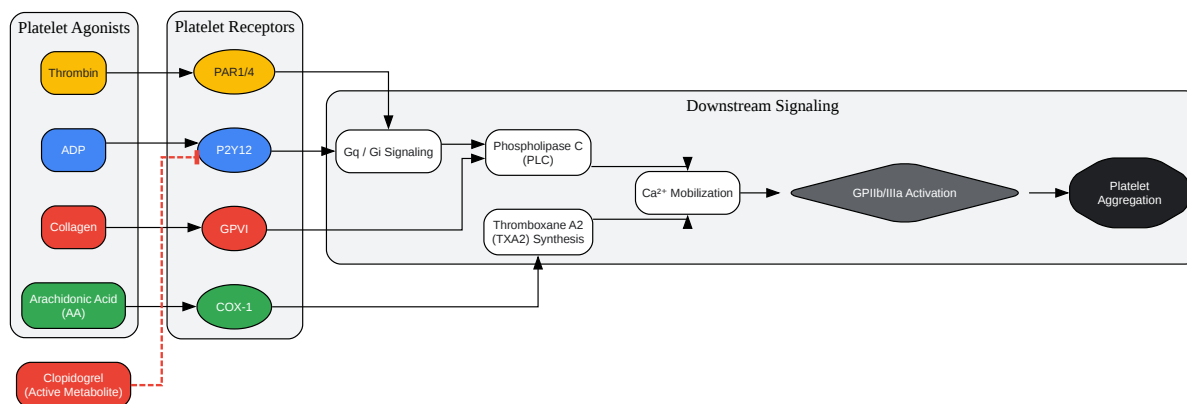 Platelet Agonists
Platelet Receptors
Thrombin
PAR1/4
Downstream Signaling
ADP
P2Y12
Gq / Gi Signaling
Phospholipase C
(PLC)
Ca²⁺ Mobilization
GPIIb/IIIa Activation
Platelet
Aggregation
Collagen
GPVI
Thromboxane A2
(TXA2) Synthesis
Arachidonic Acid
(AA)
COX-1
Clopidogrel
(Active Metabolite)